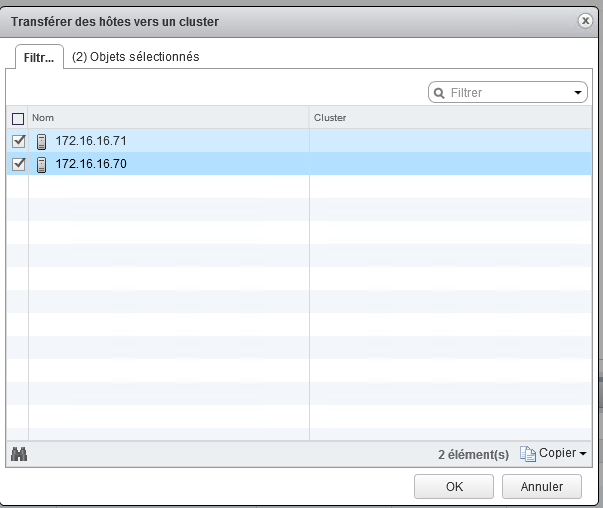 Transférer des hôtes vers un cluster
Filtr... (2) Objets sélectionnés
Filtrer
Nom Cluster
172.16.16.71
172.16.16.70
2 élément(s) Copier
OK Annuler